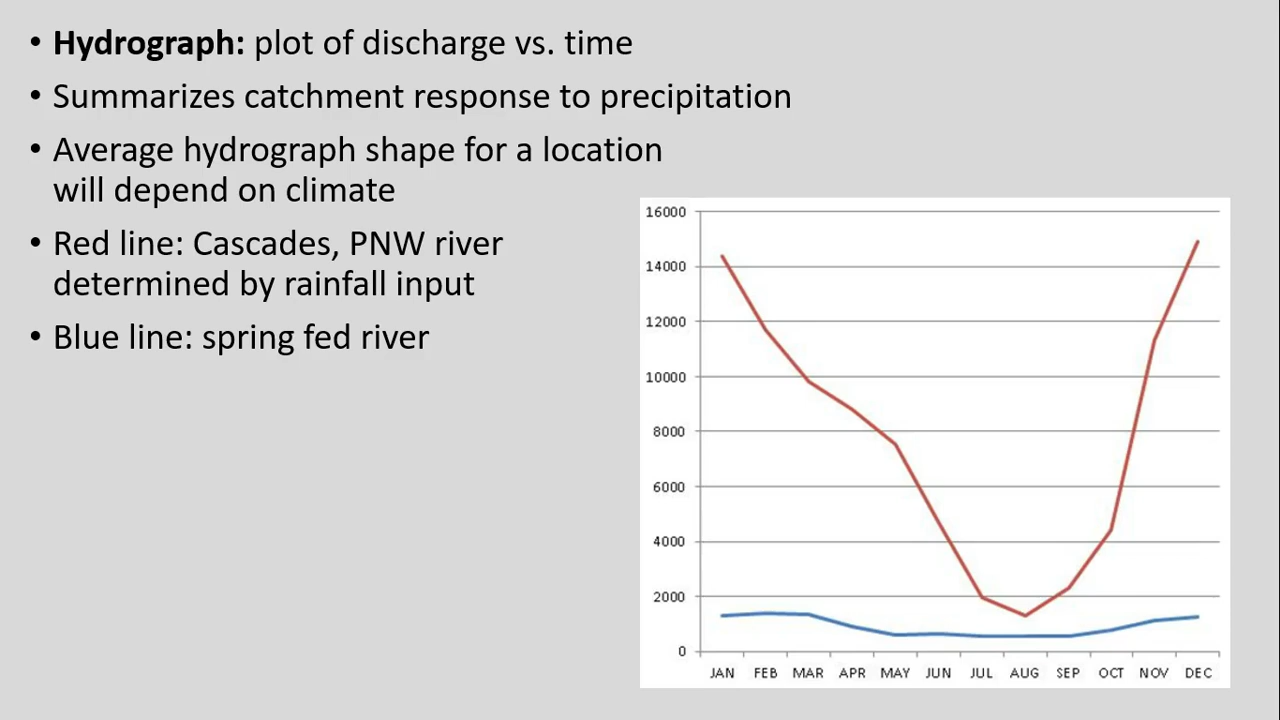 • Hydrograph: plot of discharge vs. time
• Summarizes catchment response to precipitation
• Average hydrograph shape for a location
will depend on climate
• Red line: Cascades, PNW river
determined by rainfall input
• Blue line: spring fed river
16000
14000
12000
10000
8000
6000
4000
2000
0
JAN FEB MAR APR MAY JUN JUL AUG SEP OCT NOV DEC